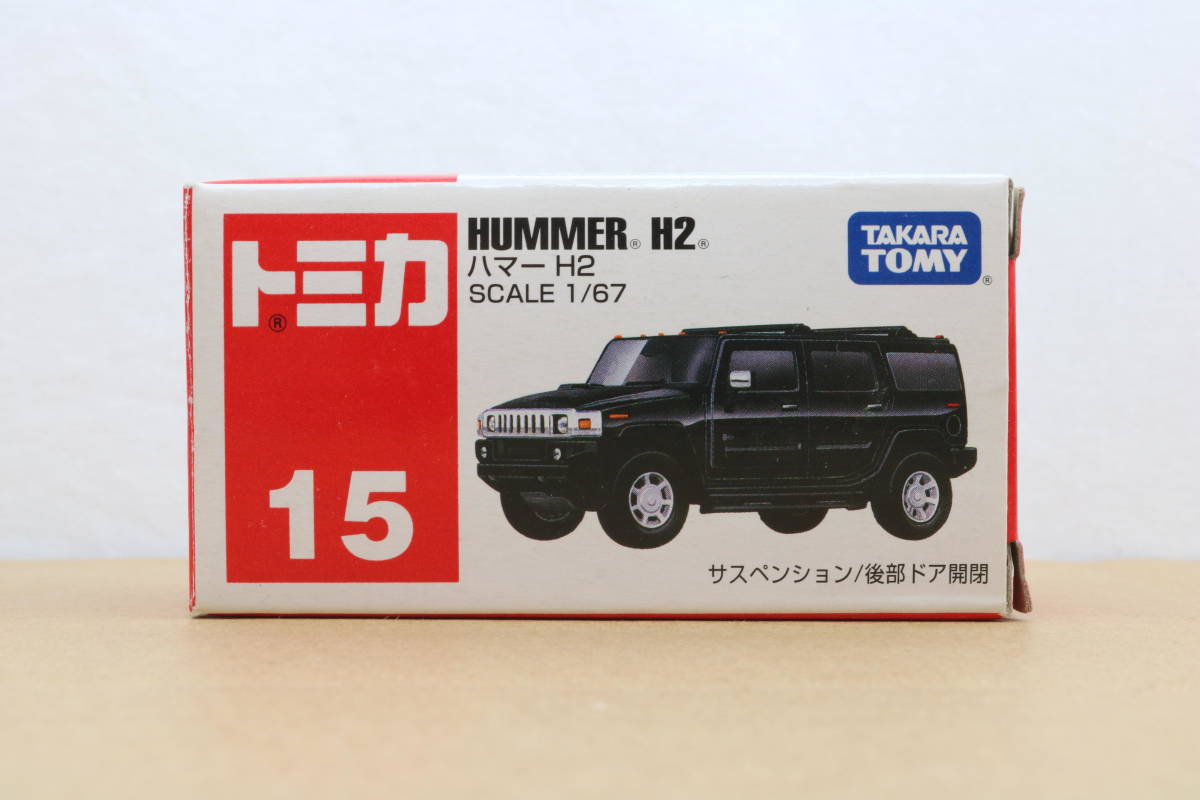 トミカ®
15
HUMMER® H2®
ハマー H2
SCALE 1/67
TAKARA
TOMY®
サスペンション/後部ドア開閉